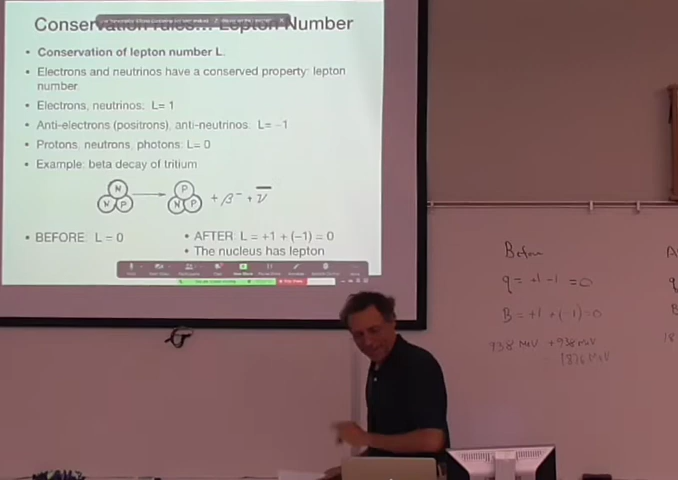 Conservation rules... Lepton Number
• Conservation of lepton number L.
• Electrons and neutrinos have a conserved property: lepton
number.
• Electrons, neutrinos: L= 1
• Anti-electrons (positrons), anti-neutrinos: L= −1
• Protons, neutrons, photons: L= 0
• Example: beta decay of tritium
N N P → P N P + β⁻ + ν̅
• BEFORE: L = 0
• AFTER: L = +1 + (-1) = 0
• The nucleus has lepton
Before
q = +1 -1 = 0
B = +1 + (-1) = 0
938 MeV + 938 MeV